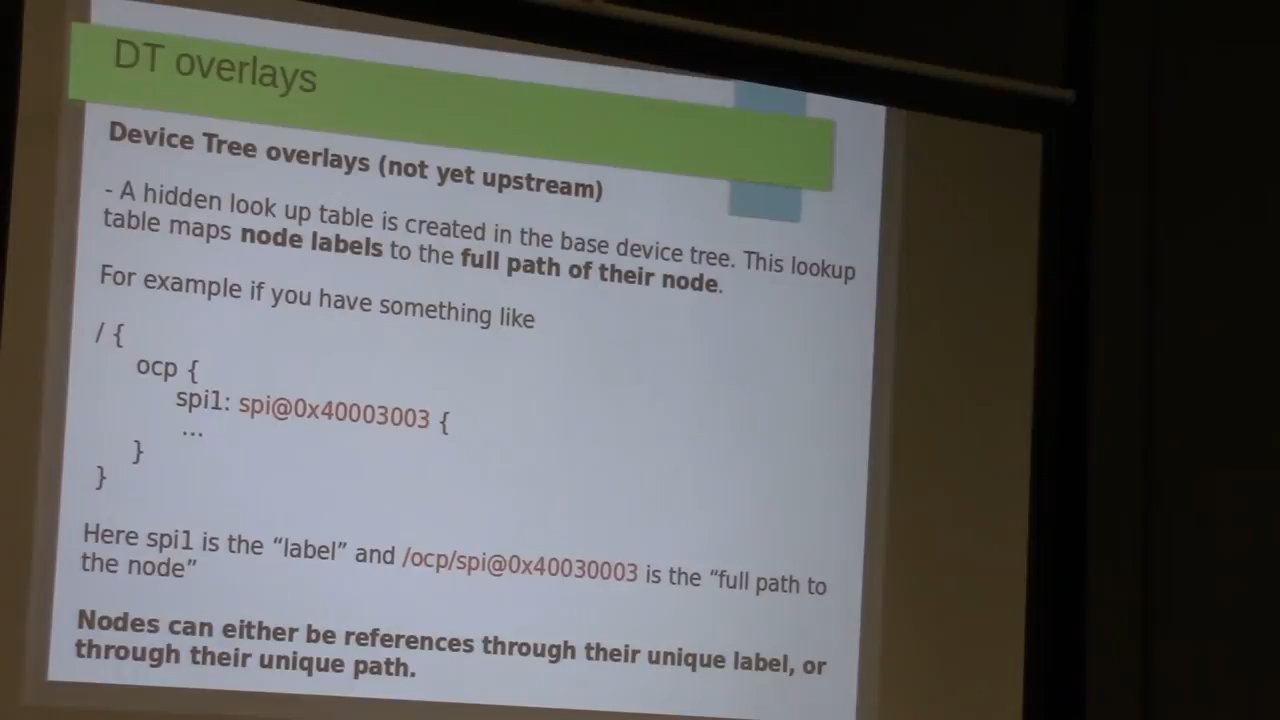 DT overlays
Device Tree overlays (not yet upstream)
- A hidden look up table is created in the base device tree. This lookup
table maps node labels to the full path of their node.
For example if you have something like
/ {
ocp {
spi1: spi@0x40003003 {
...
}
}
Here spi1 is the “label” and /ocp/spi@0x40030003 is the “full path to
the node”
Nodes can either be references through their unique label, or
through their unique path.